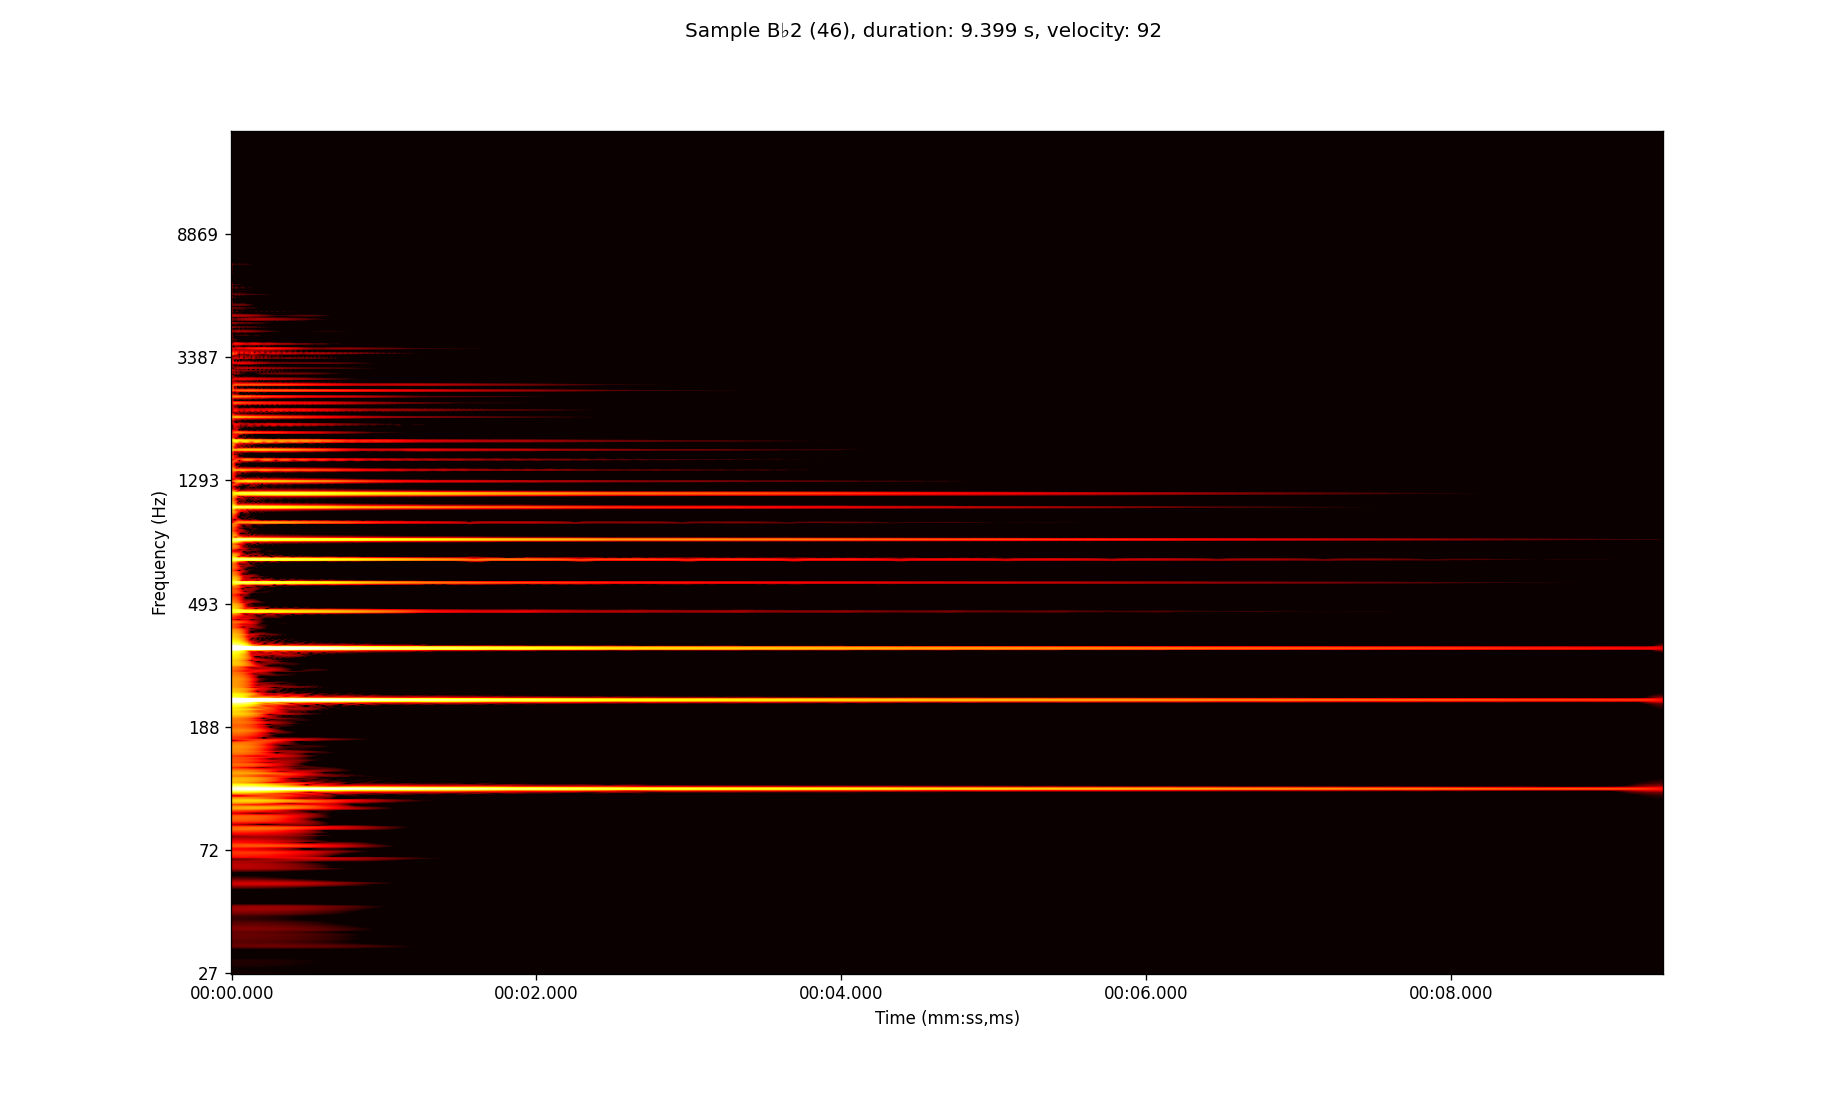 Sample B♭2 (46), duration: 9.399 s, velocity: 92
8869
3387
1293
493
188
72
27
Frequency (Hz)
00:00.000 00:02.000 00:04.000 00:06.000 00:08.000
Time (mm:ss,ms)